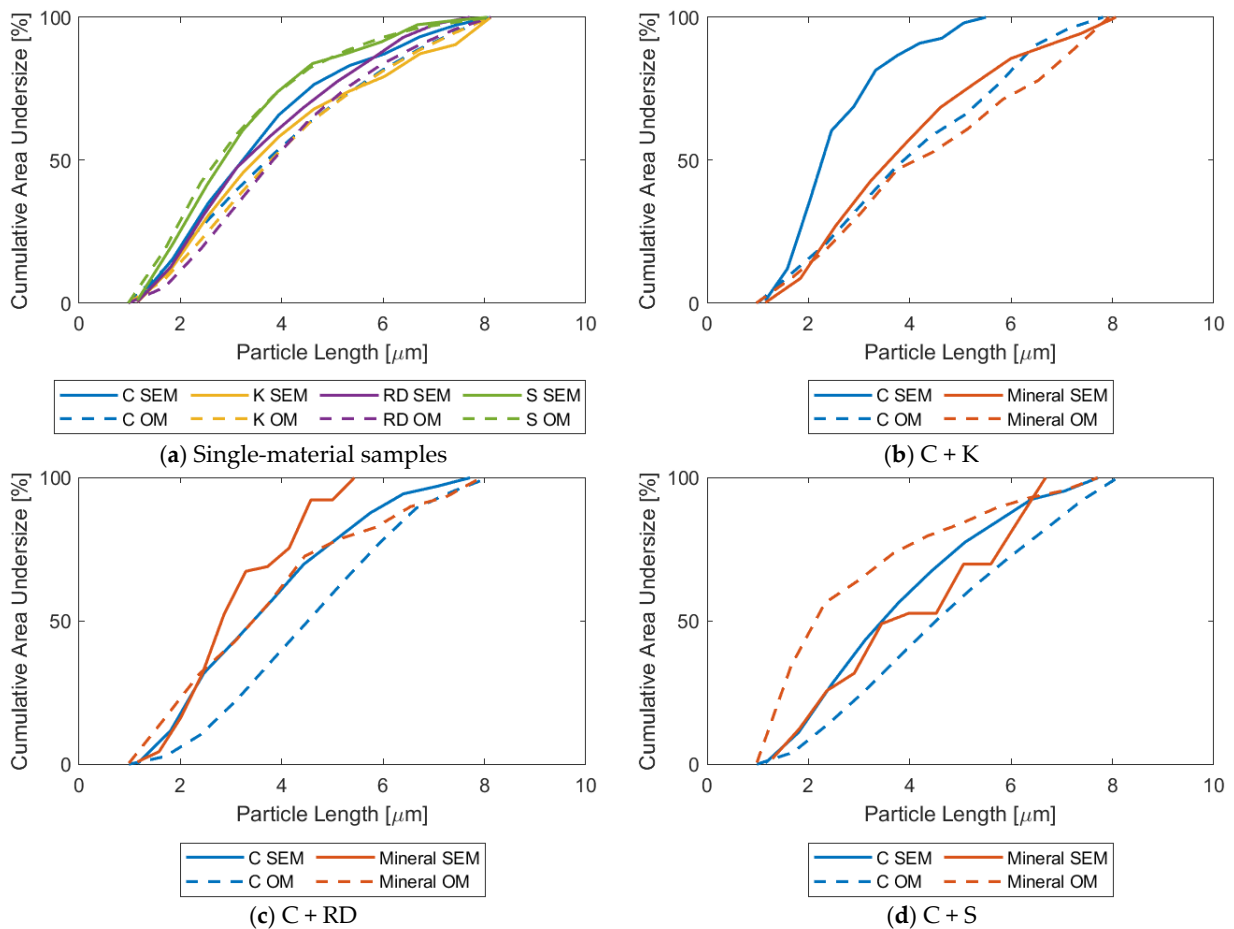 Cumulative Area Undersize [%]
100
50
0
0 2 4 6 8 10
Particle Length [μm]
C SEM K SEM RD SEM S SEM
C OM K OM RD OM S OM
(a) Single-material samples
Cumulative Area Undersize [%]
100
50
0
0 2 4 6 8 10
Particle Length [μm]
C SEM Mineral SEM
C OM Mineral OM
(b) C + K
Cumulative Area Undersize [%]
100
50
0
0 2 4 6 8 10
Particle Length [μm]
C SEM Mineral SEM
C OM Mineral OM
(c) C + RD
Cumulative Area Undersize [%]
100
50
0
0 2 4 6 8 10
Particle Length [μm]
C SEM Mineral SEM
C OM Mineral OM
(d) C + S